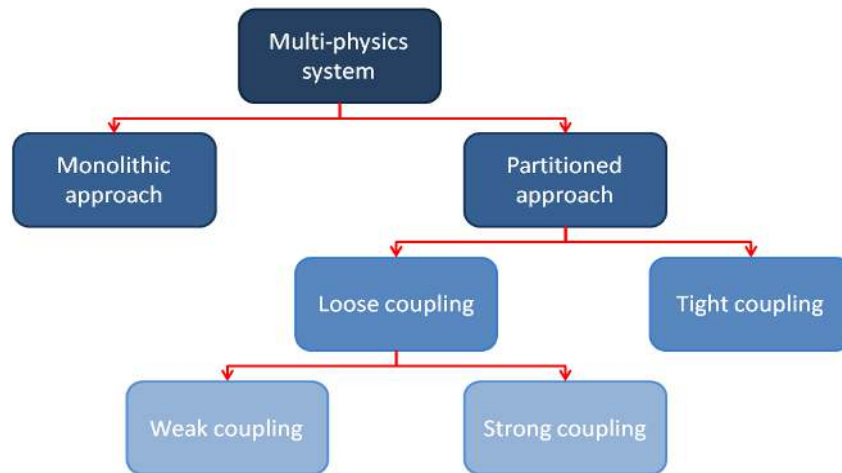 Multi-physics
system
Monolithic
approach
Partitioned
approach
Loose coupling
Tight coupling
Weak coupling
Strong coupling